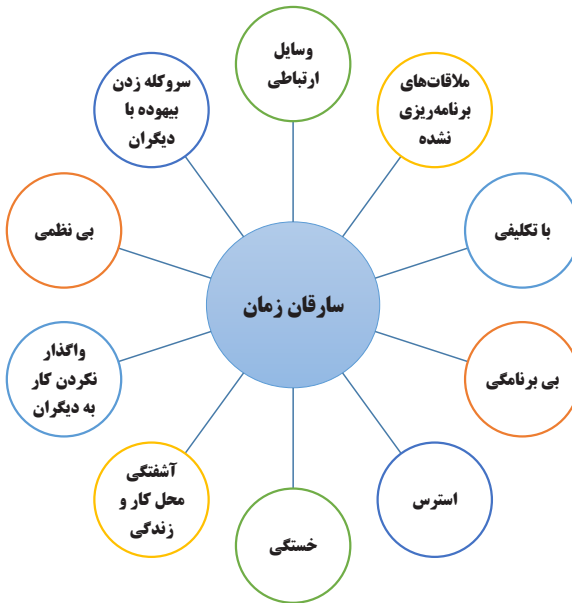 سارقان زمان
وسایل
ارتباطی
ملاقات‌های
برنامه‌ریزی
نشده
با تکلیفی
بی برنامگی
استرس
خستگی
آشفتگی
محل کار و
زندگی
واگذار
نکردن کار
به دیگران
بی نظمی
سروکله زدن
بیهوده با
دیگران